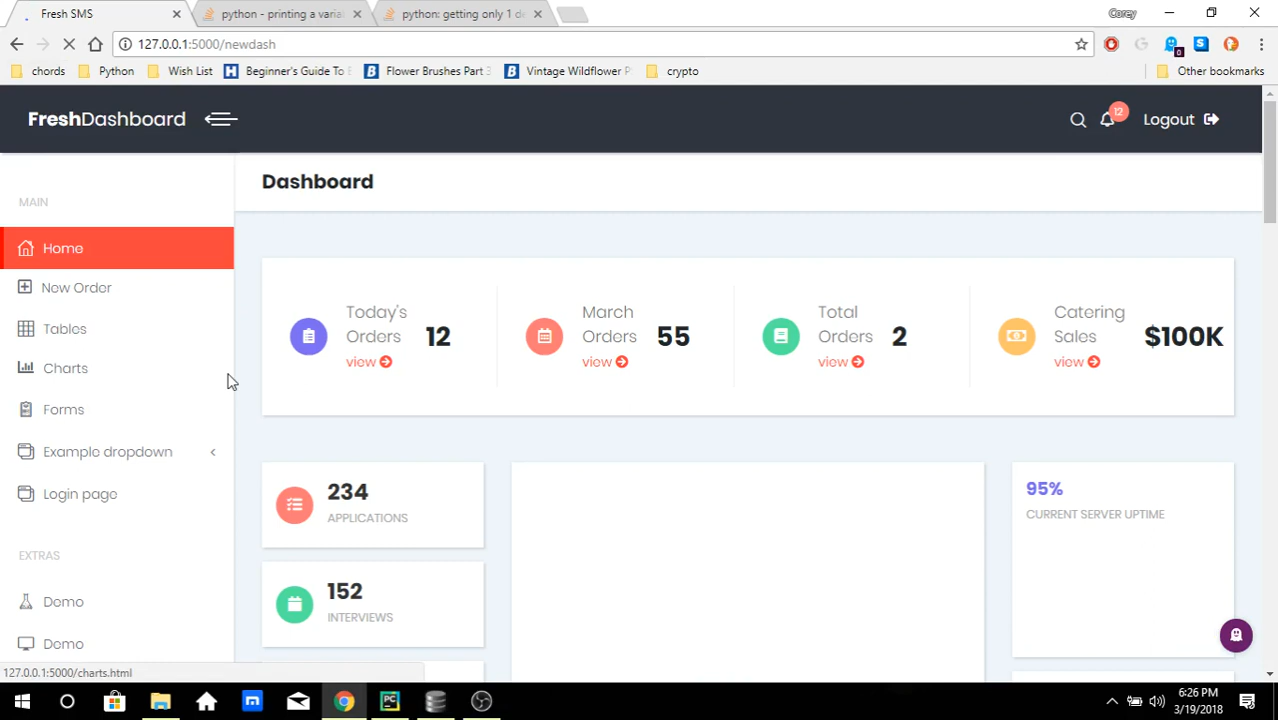 Fresh SMS
python - printing a varia
python: getting only 1 de
Corey
127.0.0.1:5000/newdash
0
chords
Python
Wish List
Beginner's Guide To E
Flower Brushes Part 3
Vintage Wildflower P
crypto
Other bookmarks
FreshDashboard
12
Logout
MAIN
Home
New Order
Tables
Charts
Forms
Example dropdown
Login page
EXTRAS
Demo
Demo
Dashboard
Today's
Orders
12
view
March
Orders
55
view
Total
Orders
2
view
Catering
Sales
$100K
view
234
APPLICATIONS
152
INTERVIEWS
95%
CURRENT SERVER UPTIME
127.0.0.1:5000/charts.html
6:26 PM
3/19/2018